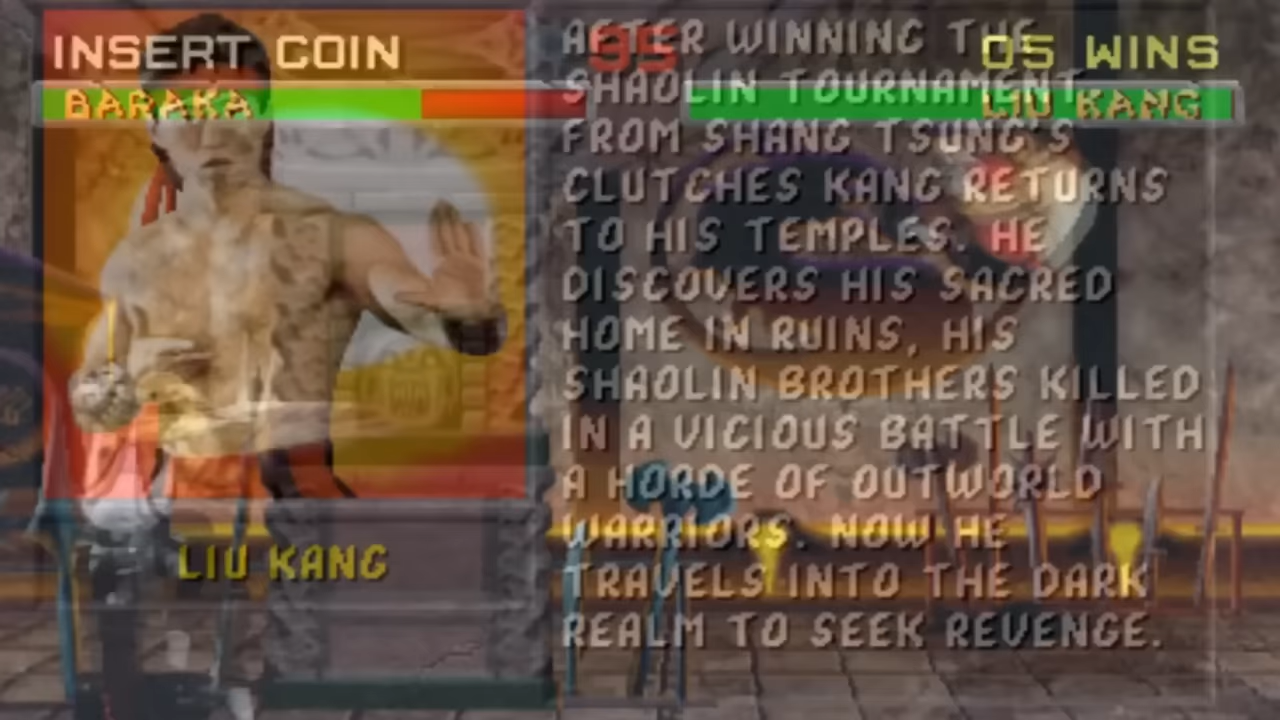 INSERT COIN
95
05 WINS
BARAKA
LIU KANG
AFTER WINNING THE
SHAOLIN TOURNAMENT
FROM SHANG TSUNG'S
CLUTCHES KANG RETURNS
TO HIS TEMPLES. HE
DISCOVERS HIS SACRED
HOME IN RUINS, HIS
SHAOLIN BROTHERS KILLED
IN A VICIOUS BATTLE WITH
A HORDE OF OUTWORLD
WARRIORS. NOW HE
TRAVELS INTO THE DARK
REALM TO SEEK REVENGE.
LIU KANG